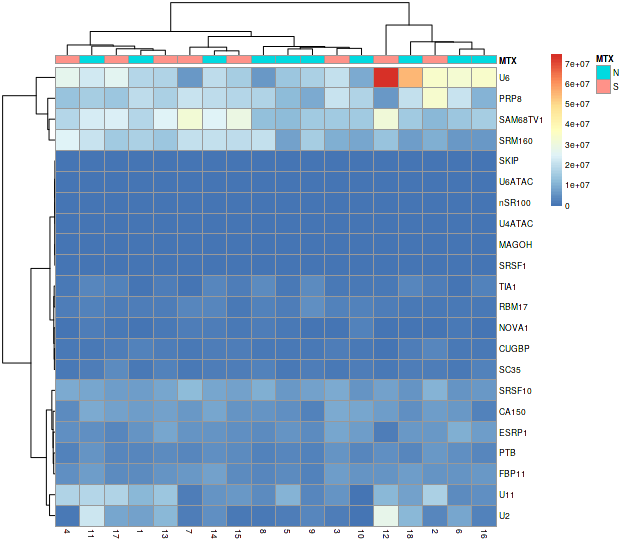 MTX
U6
PRP8
SAM68TV1
SRM160
SKIP
U6ATAC
nSR100
U4ATAC
MAGOH
SRSF1
TIA1
RBM17
NOVA1
CUGBP
SC35
SRSF10
CA150
ESRP1
PTB
FBP11
U11
U2
4 11 17 1 13 7 14 15 8 5 9 3 10 12 18 2 6 16
7e+07
6e+07
5e+07
4e+07
3e+07
2e+07
1e+07
0
MTX
N
S